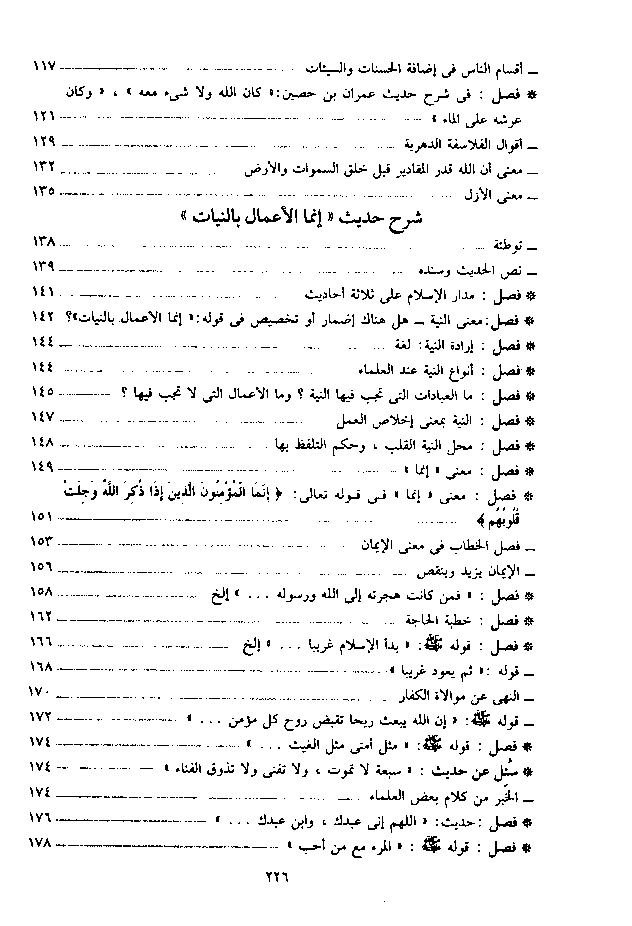 ـ أقسام الناس فى إضافة الحسنات والسيئات ١١٧
* فصل : فى شرح حديث عمران بن حصين: « كان الله ولا شىء معه » ، « وكان
عرشه على الماء » ١٢١
ـ أقوال الفلاسفة الدهرية ١٢٩
ـ معنى أن الله قدر المقادير قبل خلق السموات والأرض ١٣٢
ـ معنى الأزل ١٣٥
شرح حديث « إنما الأعمال بالنيات »
ـ توطئة ١٣٨
ـ نص الحديث وسنده ١٣٩
* فصل : مدار الإسلام على ثلاثة أحاديث ١٤١
* فصل: معنى النية ـ هل هناك إضمار أو تخصيص فى قوله: « إنما الأعمال بالنيات»؟ ١٤٢
* فصل : إرادة النية: لغة ١٤٤
* فصل : أنواع النية عند العلماء ١٤٤
* فصل : ما العبادات التى تجب فيها النية ؟ وما الأعمال التى لا تجب فيها ؟ ١٤٥
* فصل : النية بمعنى إخلاص العمل ١٤٧
* فصل : محل النية القلب ، وحكم التلفظ بها ١٤٨
* فصل : معنى « إنما » ١٤٩
* فصل : معنى « إنما » فى قوله تعالى: ﴿ إِنَّمَا الْمُؤْمِنُونَ الَّذِينَ إِذَا ذُكِرَ اللَّهُ وَجِلَتْ
قُلُوبُهُمْ ﴾ ١٥١
ـ فصل الخطاب فى معنى الإيمان ١٥٣
ـ الإيمان يزيد وينقص ١٥٦
* فصل : « فمن كانت هجرته إلى الله ورسوله ... » إلخ ١٥٨
* فصل : خطبة الحاجة ١٦٢
* فصل : قوله ﷺ: « بدأ الإسلام غريبا ... » إلخ ١٦٦
ـ قوله : « ثم يعود غريبا » ١٦٨
ـ النهى عن موالاة الكفار ١٧٠
ـ قوله ﷺ: « إن الله يبعث ريحا تقبض روح كل مؤمن ... » ١٧٢
* فصل : قوله ﷺ: « مثل أمتى مثل الغيث ... » ١٧٤
* سُئِل عن حديث : « سبعة لا تموت ، ولا تفنى ولا تذوق الفناء » ١٧٤
ـ الخبر من كلام بعض العلماء ١٧٤
* فصل : حديث: « اللهم إنى عبدك ، وابن عبدك ... » ١٧٦
* فصل : قوله ﷺ : « المرء مع من أحب » ١٧٨
٢٢٦